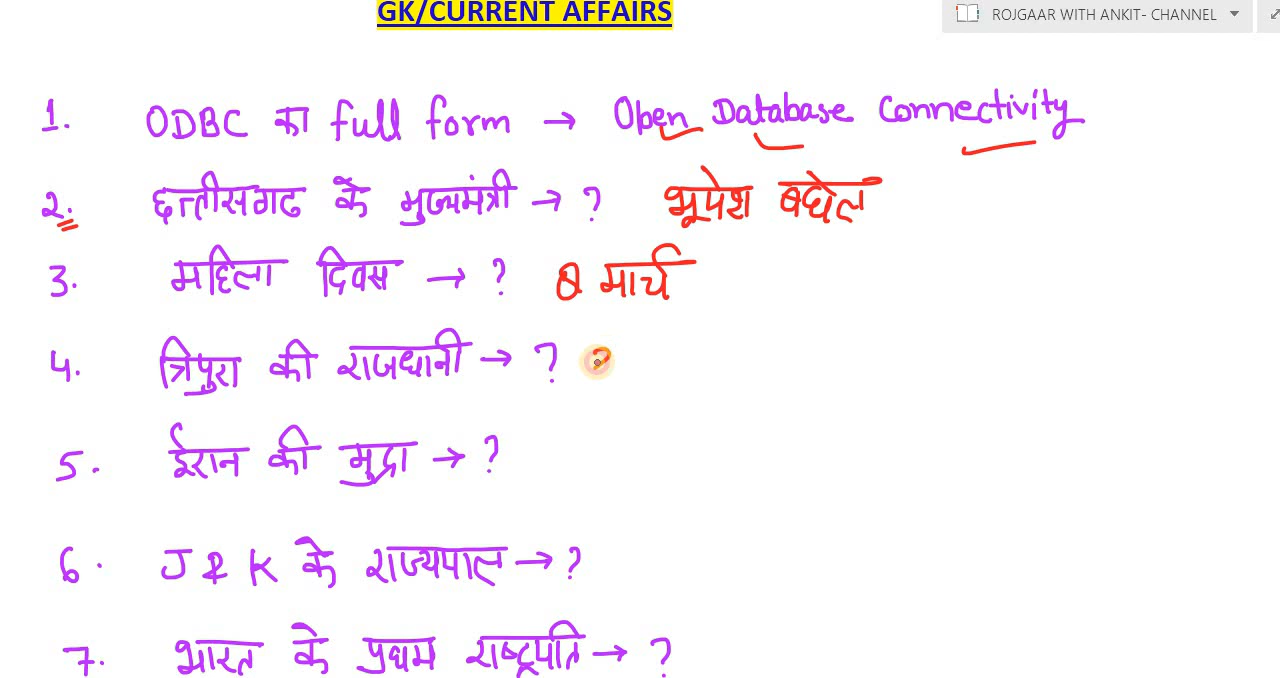 GK/CURRENT AFFAIRS
ROJGAAR WITH ANKIT- CHANNEL
1. ODBC का full form → Open Database Connectivity
2. छत्तीसगढ के मुख्यमंत्री → ? भूपेश बघेल
3. महिला दिवस → ? 8 मार्च
4. त्रिपुरा की राजधानी → ?
5. ईरान की मुद्रा → ?
6. J & K के राज्यपाल → ?
7. भारत के प्रथम राष्ट्रपति → ?